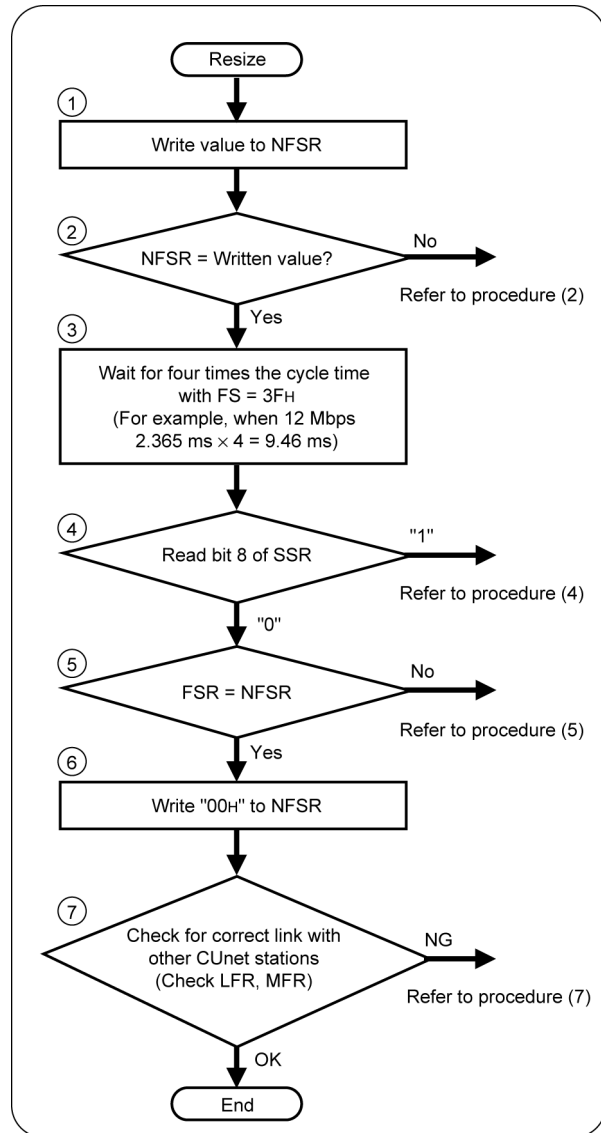 Resize
1
Write value to NFSR
2
NFSR = Written value?
No
Refer to procedure (2)
Yes
3
Wait for four times the cycle time
with FS = 3FH
(For example, when 12 Mbps
2.365 ms × 4 = 9.46 ms)
4
Read bit 8 of SSR
"1"
Refer to procedure (4)
"0"
5
FSR = NFSR
No
Refer to procedure (5)
Yes
6
Write "00H" to NFSR
7
Check for correct link with
other CUnet stations
(Check LFR, MFR)
NG
Refer to procedure (7)
OK
End